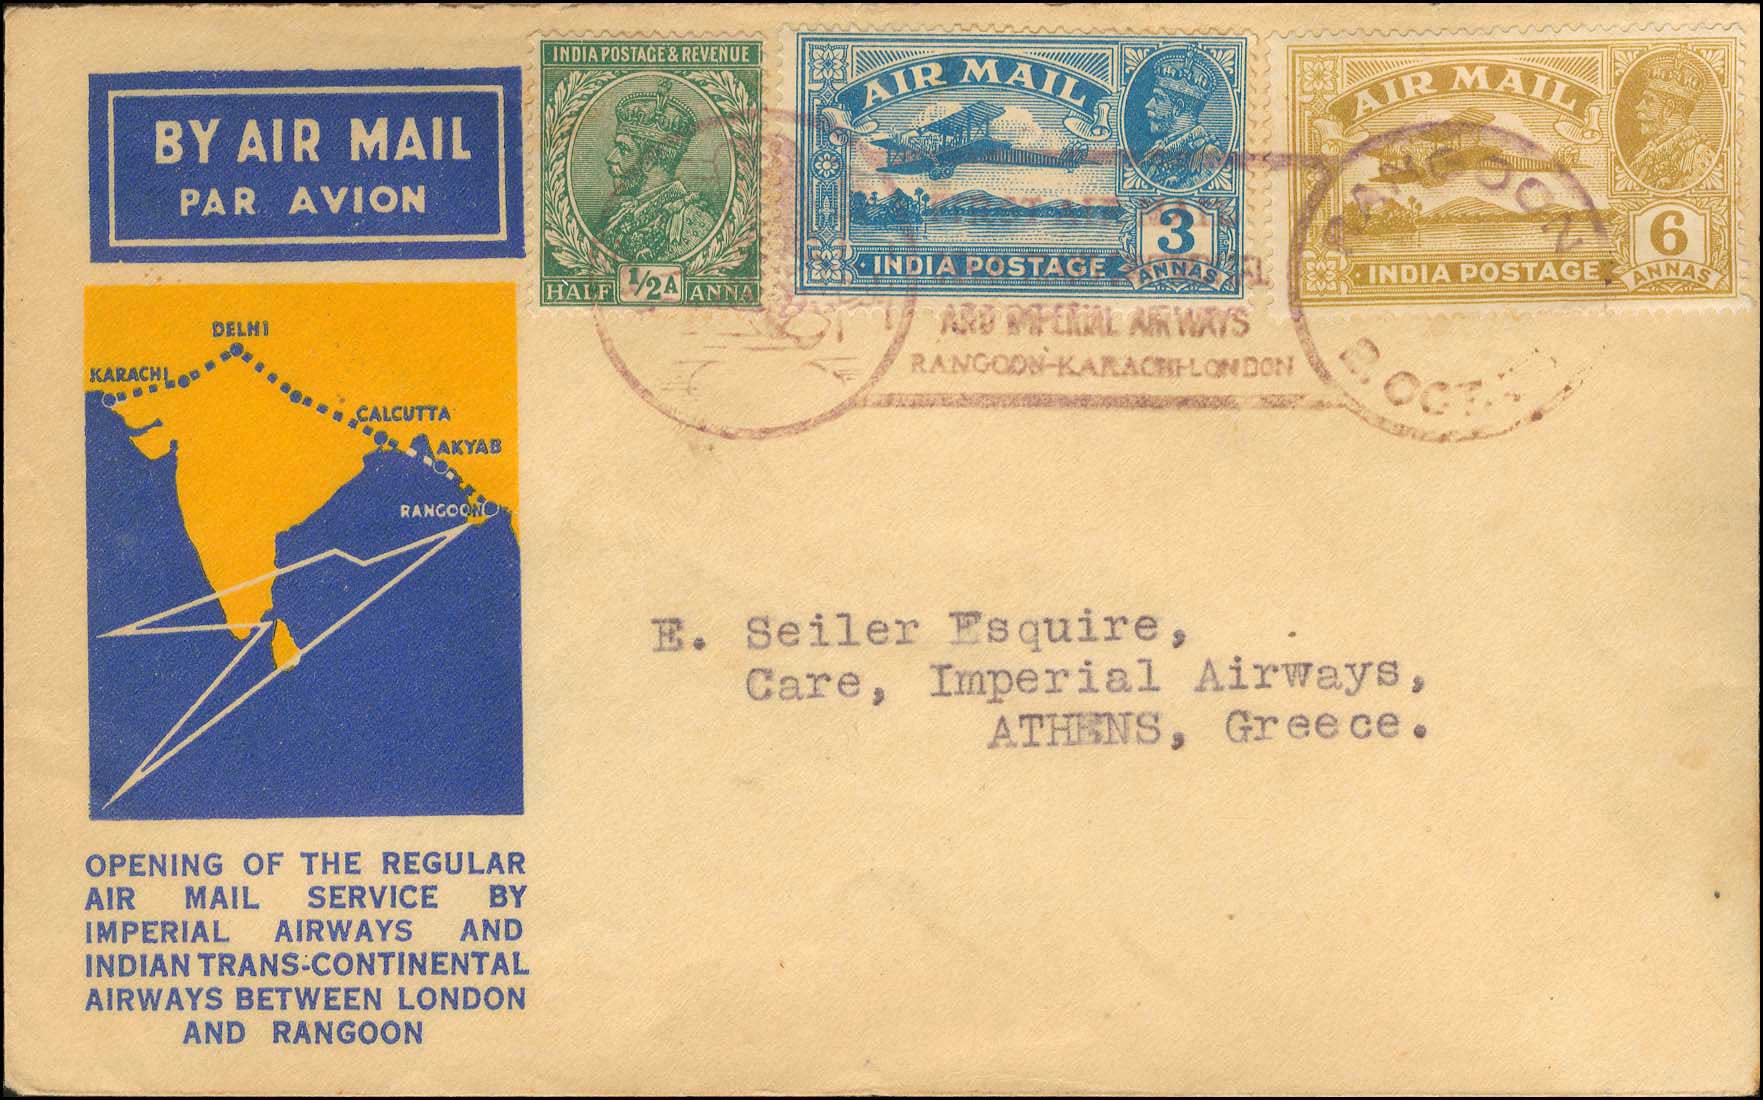 BY AIR MAIL
PAR AVION
INDIA POSTAGE & REVENUE
HALF 1/2A ANNA
AIR MAIL
3
INDIA POSTAGE ANNAS
AIR MAIL
6
INDIA POSTAGE ANNAS
RANGOON
AND IMPERIAL AIRWAYS
RANGOON-KARACHI-LONDON
OCT.
DELHI
KARACHI
CALCUTTA
AKYAB
RANGOON
E. Seiler Esquire,
Care, Imperial Airways,
ATHENS, Greece.
OPENING OF THE REGULAR
AIR MAIL SERVICE BY
IMPERIAL AIRWAYS AND
INDIAN TRANS-CONTINENTAL
AIRWAYS BETWEEN LONDON
AND RANGOON